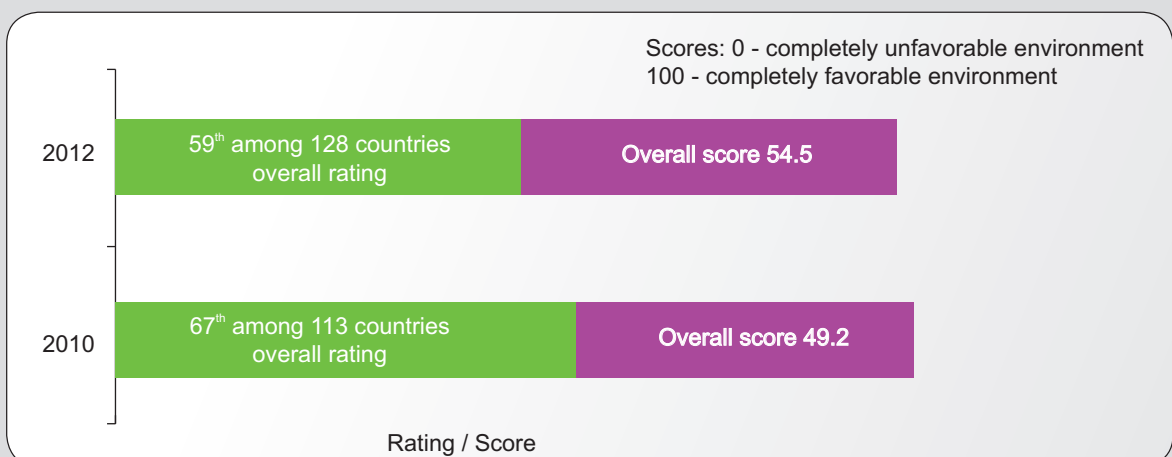 Scores: 0 - completely unfavorable environment
100 - completely favorable environment
2012
59th among 128 countries
overall rating
Overall score 54.5
2010
67th among 113 countries
overall rating
Overall score 49.2
Rating / Score